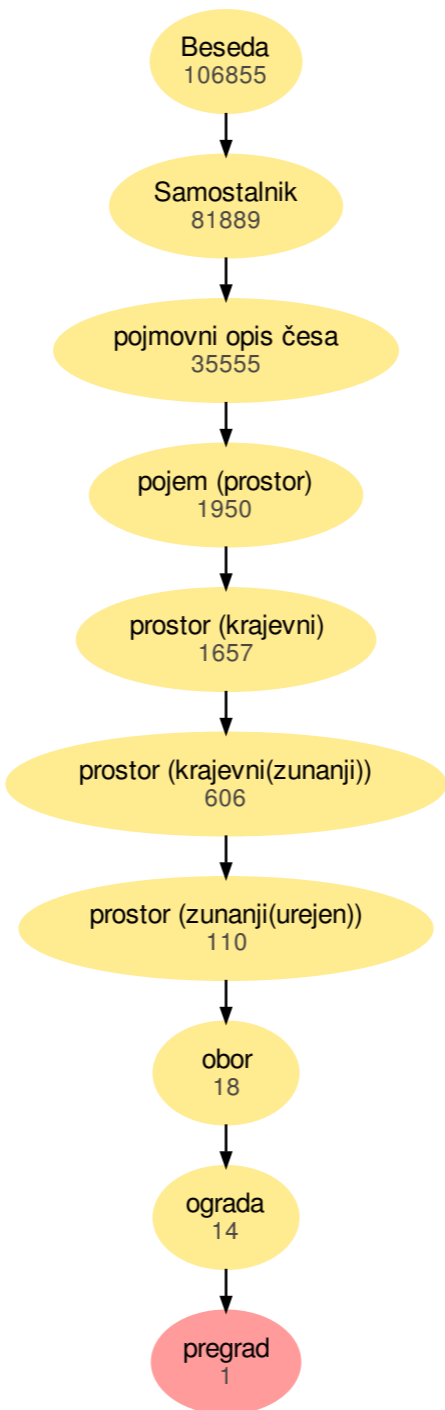 Beseda
106855
Samostalnik
81889
pojmovni opis česa
35555
pojem (prostor)
1950
prostor (krajevni)
1657
prostor (krajevni(zunanji))
606
prostor (zunanji(urejen))
110
obor
18
ograda
14
pregrad
1